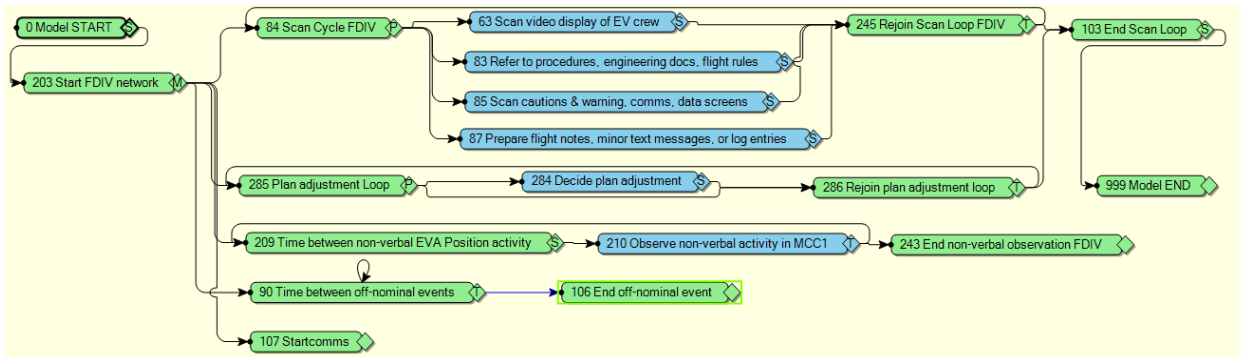 0 Model START S
84 Scan Cycle FDIV P
63 Scan video display of EV crew S
245 Rejoin Scan Loop FDIV T
103 End Scan Loop S
203 Start FDIV network M
83 Refer to procedures, engineering docs, flight rules S
85 Scan cautions & warning, comms, data screens S
87 Prepare flight notes, minor text messages, or log entries S
285 Plan adjustment Loop P
284 Decide plan adjustment S
286 Rejoin plan adjustment loop T
999 Model END
209 Time between non-verbal EVA Position activity S
210 Observe non-verbal activity in MCC1 T
243 End non-verbal observation FDIV
90 Time between off-nominal events T
106 End off-nominal event
107 Startcomms